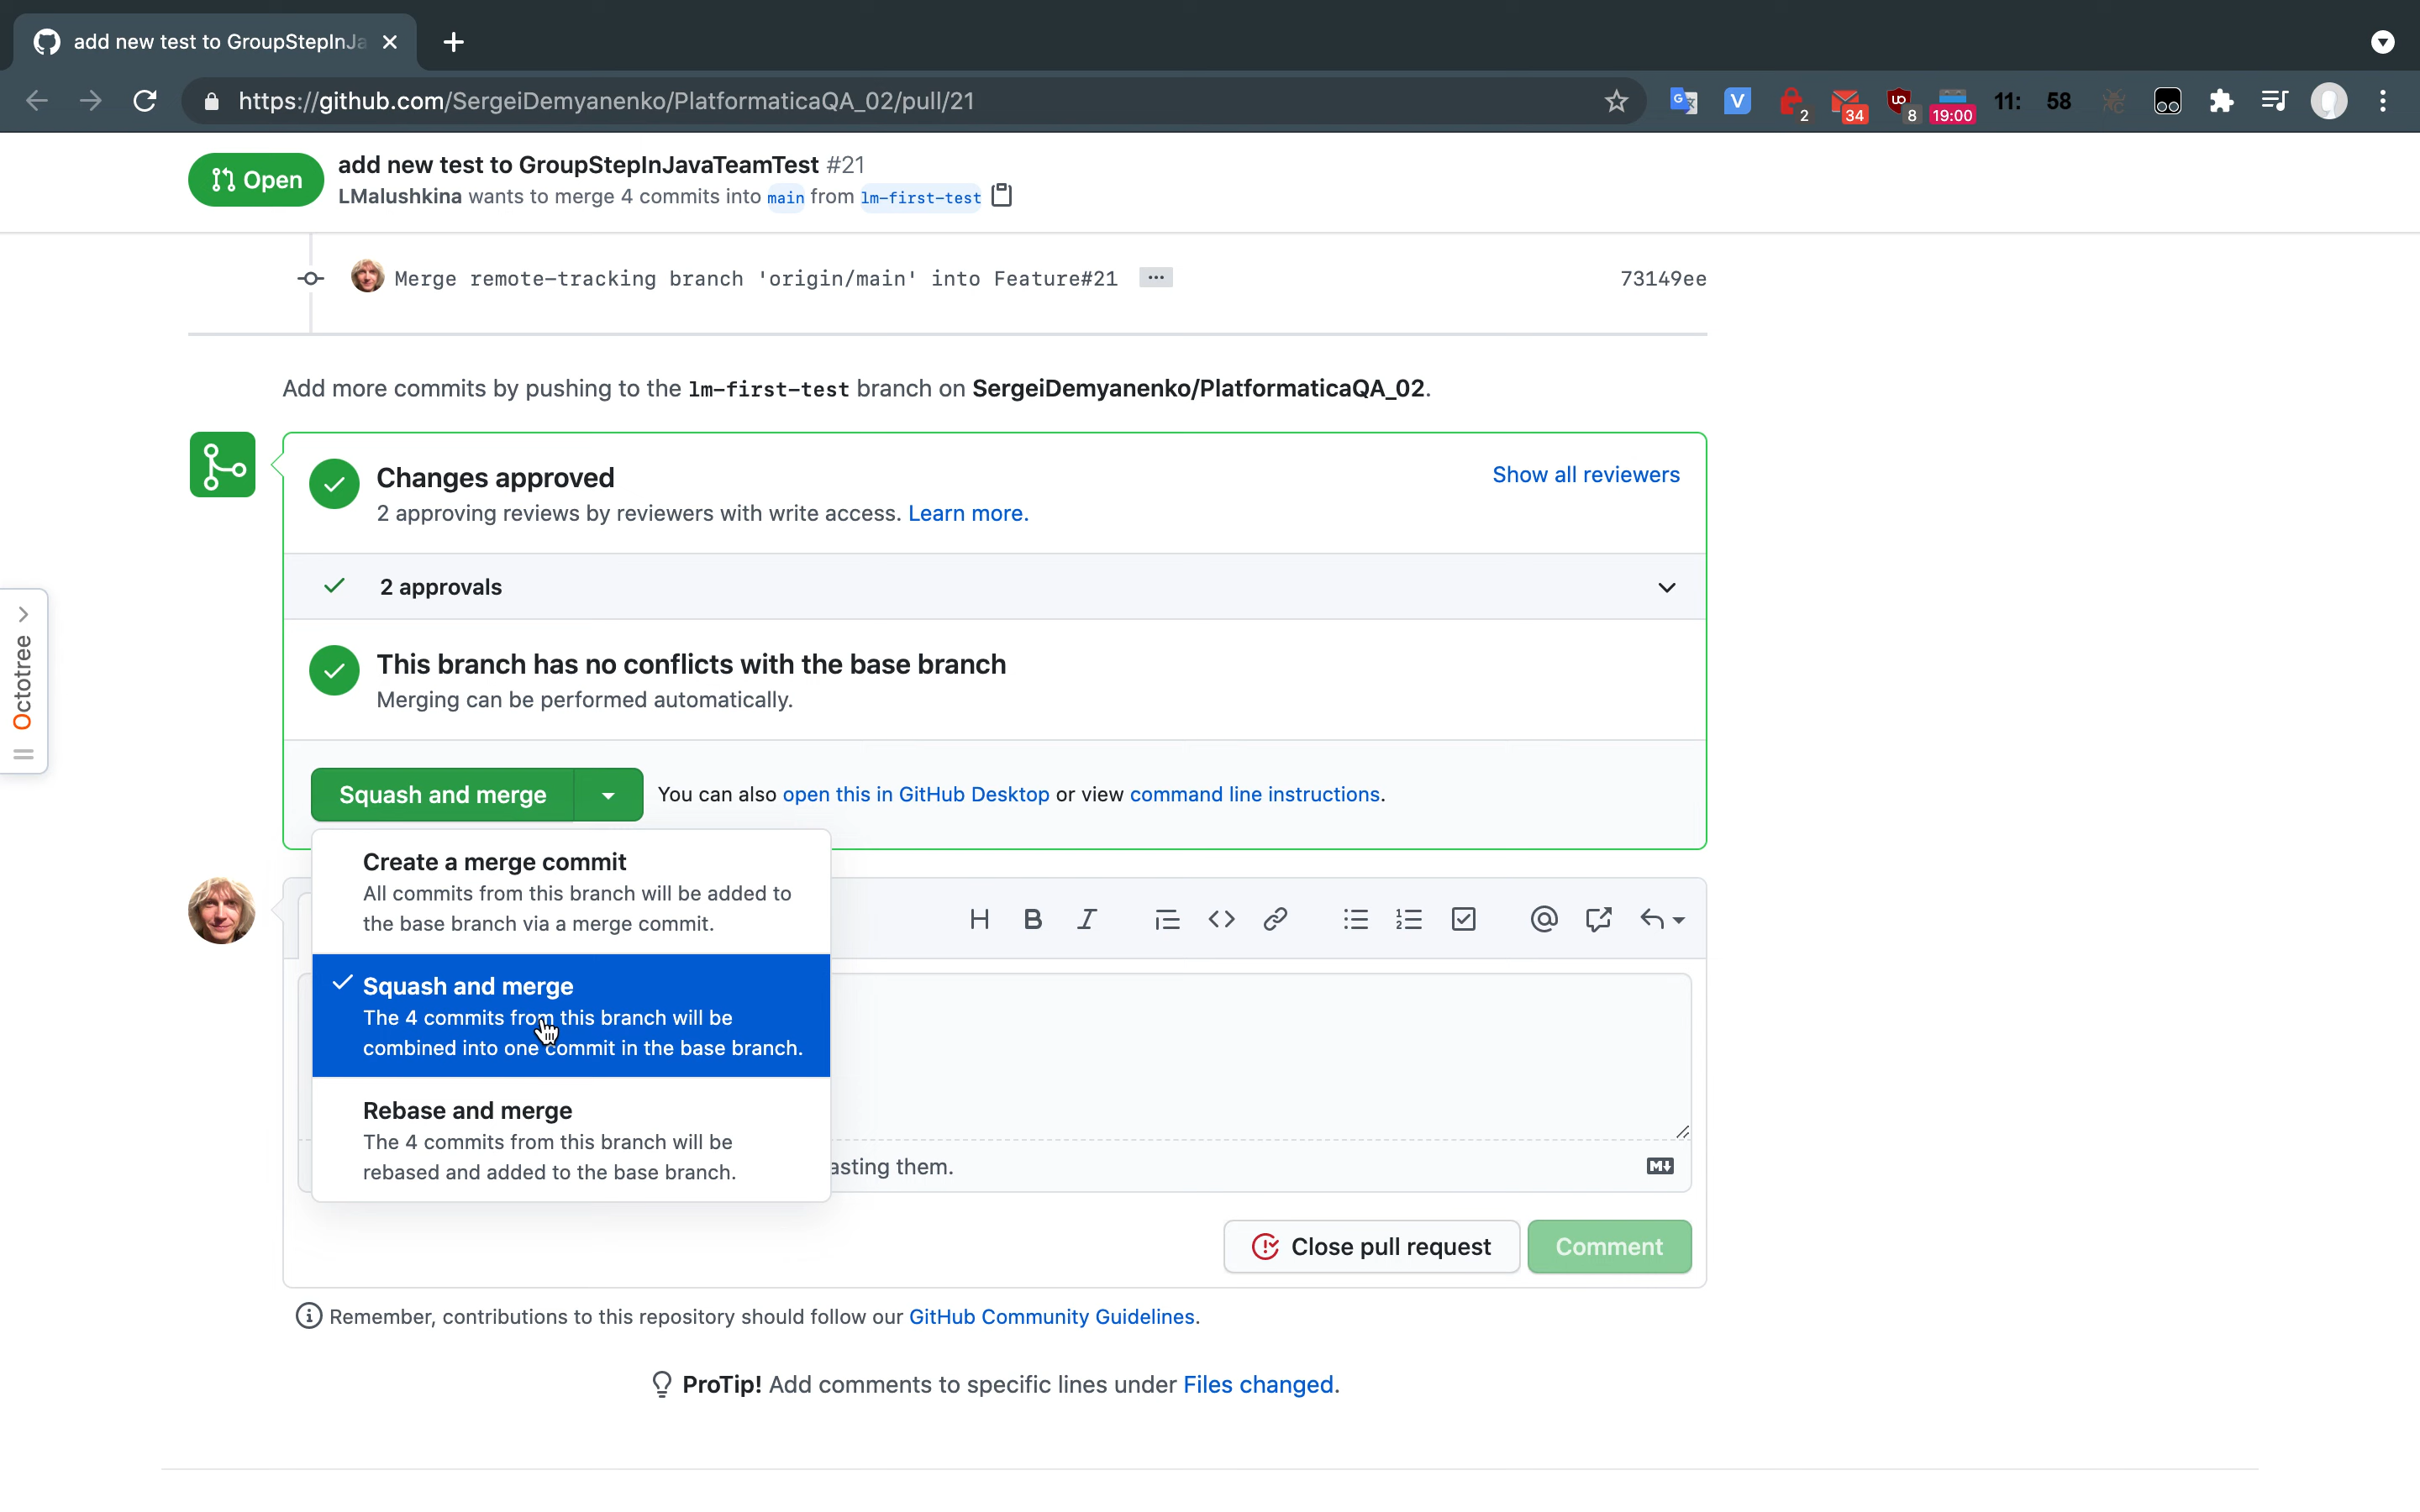 add new test to GroupStepInJa
https://github.com/SergeiDemyanenko/PlatformaticaQA_02/pull/21
V
2
34
8
19:00
11:
58
Open
add new test to GroupStepInJavaTeamTest #21
LMalushkina wants to merge 4 commits into main from lm-first-test
Merge remote-tracking branch 'origin/main' into Feature#21 ...
73149ee
Add more commits by pushing to the lm-first-test branch on SergeiDemyanenko/PlatformaticaQA_02.
Changes approved
Show all reviewers
2 approving reviews by reviewers with write access. Learn more.
2 approvals
Octotree
This branch has no conflicts with the base branch
Merging can be performed automatically.
Squash and merge
You can also open this in GitHub Desktop or view command line instructions.
Create a merge commit
All commits from this branch will be added to
the base branch via a merge commit.
H B I
Squash and merge
The 4 commits from this branch will be
combined into one commit in the base branch.
Rebase and merge
The 4 commits from this branch will be
rebased and added to the base branch.
asting them.
Close pull request
Comment
Remember, contributions to this repository should follow our GitHub Community Guidelines.
ProTip! Add comments to specific lines under Files changed.